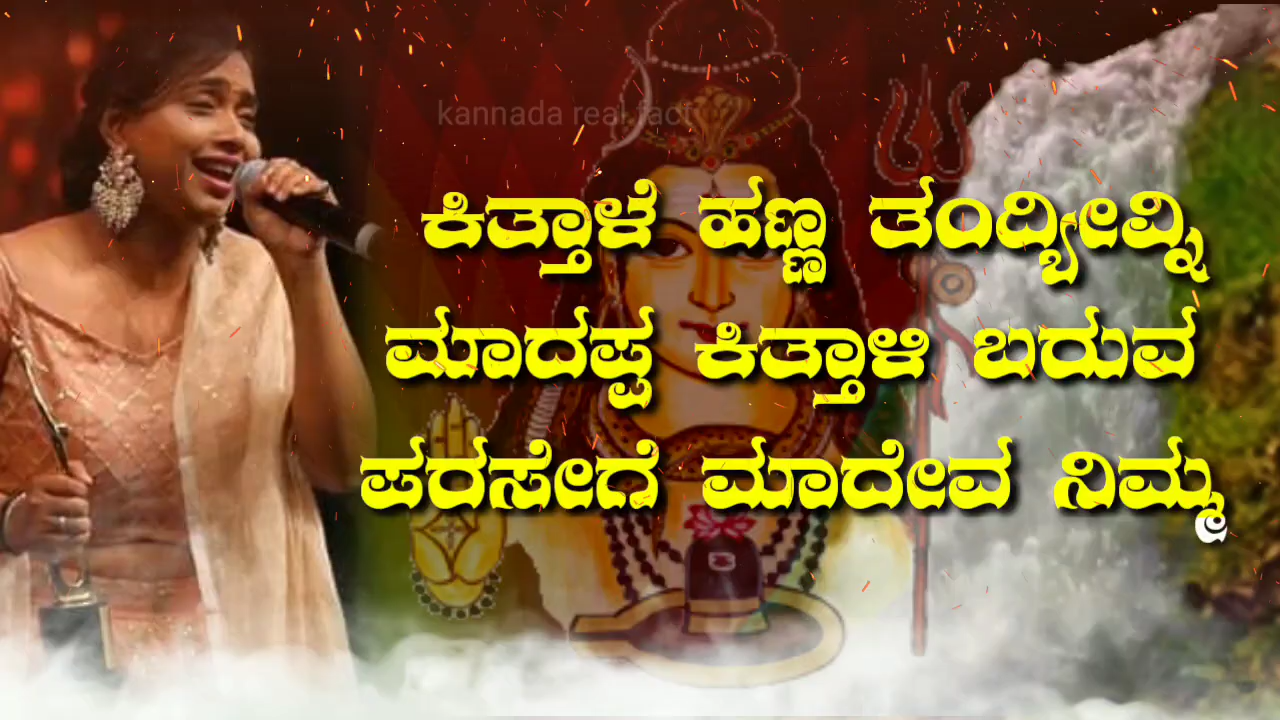 kannada real fact
ಕಿತ್ತಾಳೆ ಹಣ್ಣ ತಂದ್ಯೀವ್ನಿ
ಮಾದಪ್ಪ ಕಿತ್ತಾಳಿ ಬರುವ
ಪರಸೇಗೆ ಮಾದೇವ ನಿಮ್ಮ